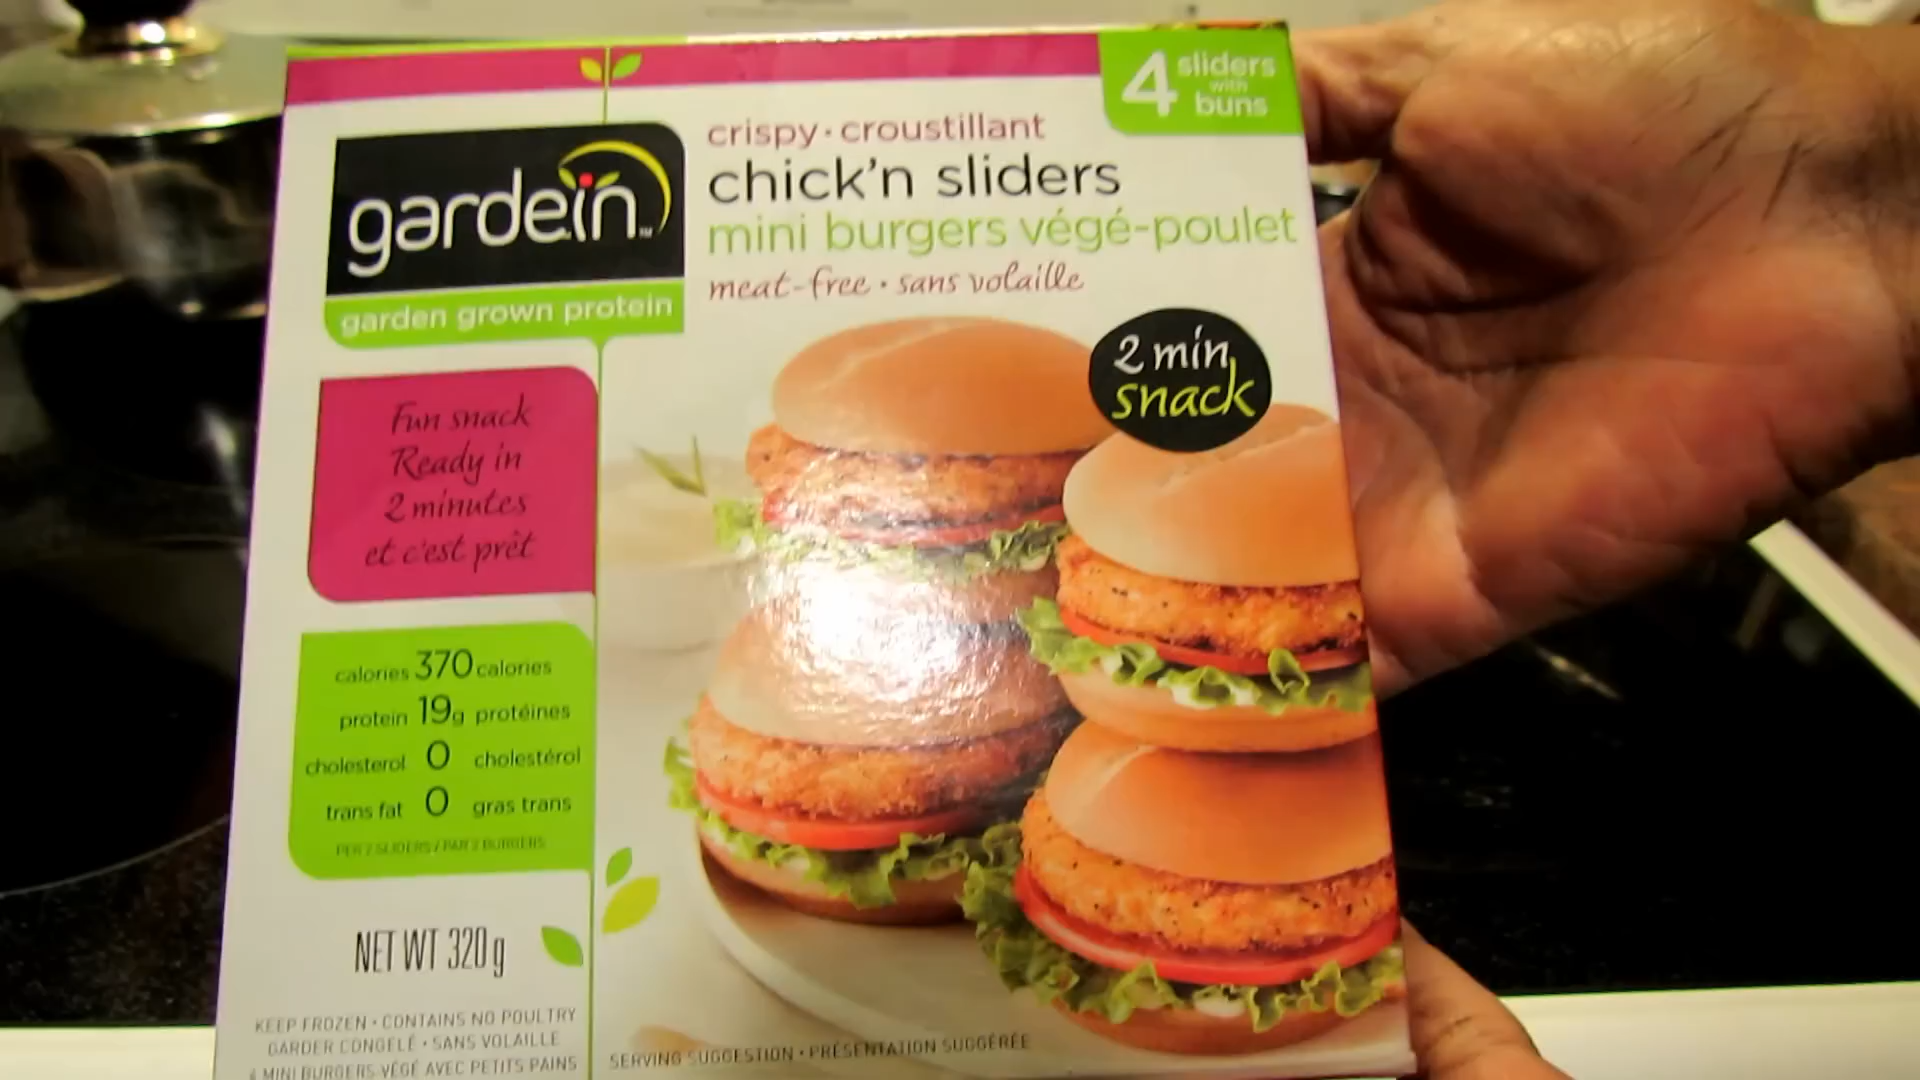 4 sliders
with
buns
crispy · croustillant
chick'n sliders
mini burgers végé-poulet
meat-free · sans volaille
gardein™
garden grown protein
2 min
snack
Fun snack
Ready in
2 minutes
et c'est prêt
calories 370 calories
protein 19g protéines
cholesterol 0 cholestérol
trans fat 0 gras trans
PER 2 SLIDERS / PAR 2 BURGERS
NET WT 320 g
KEEP FROZEN · CONTAINS NO POULTRY
GARDER CONGELÉ · SANS VOLAILLE
4 MINI BURGERS VÉGÉ AVEC PETITS PAINS
SERVING SUGGESTION · PRÉSENTATION SUGGÉRÉE